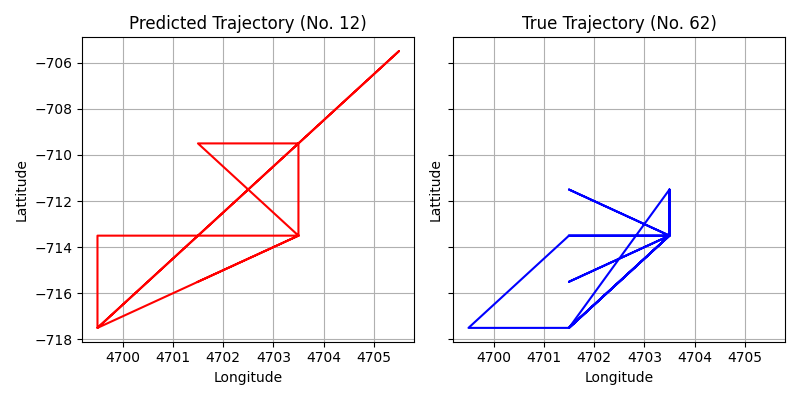 Predicted Trajectory (No. 12)
True Trajectory (No. 62)
Lattitude
−706
−708
−710
−712
−714
−716
−718
4700 4701 4702 4703 4704 4705
Longitude
Lattitude
4700 4701 4702 4703 4704 4705
Longitude